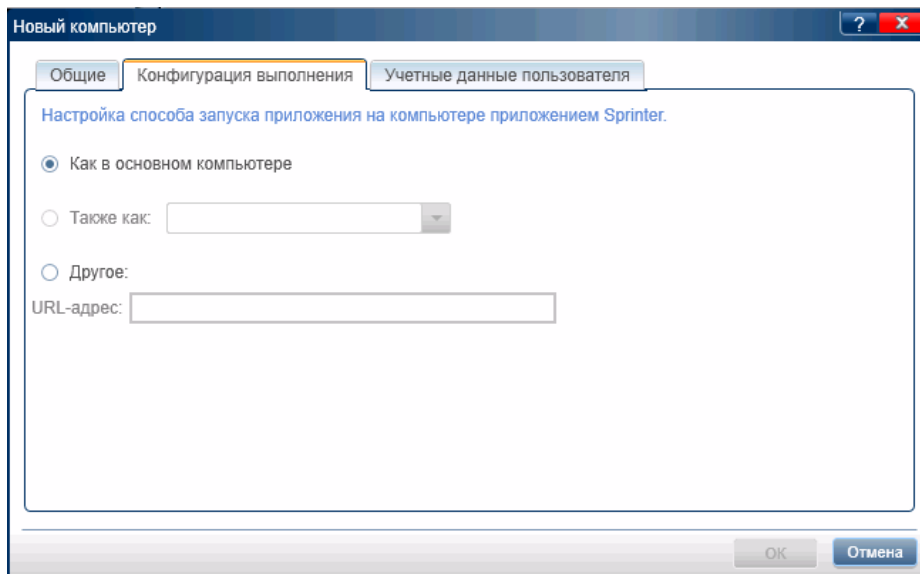 Новый компьютер
? X
Общие Конфигурация выполнения Учетные данные пользователя
Настройка способа запуска приложения на компьютере приложением Sprinter.
Как в основном компьютере
Также как:
Другое:
URL-адрес:
OK Отмена